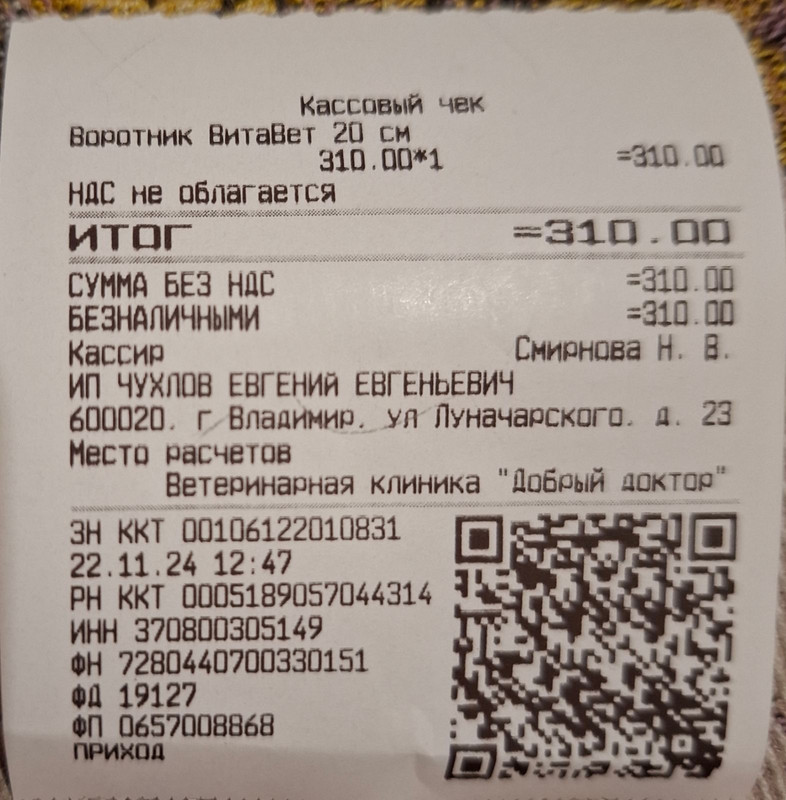 Кассовый чек
Воротник ВитаВет 20 см
310.00*1 =310.00
НДС не облагается
ИТОГ =310.00
СУММА БЕЗ НДС =310.00
БЕЗНАЛИЧНЫМИ =310.00
Кассир Смирнова Н. В.
ИП ЧУХЛОВ ЕВГЕНИЙ ЕВГЕНЬЕВИЧ
600020, г Владимир, ул Луначарского, д. 23
Место расчетов
Ветеринарная клиника "Добрый доктор"
ЗН ККТ 00106122010831
22.11.24 12:47
РН ККТ 0005189057044314
ИНН 370800305149
ФН 7280440700330151
ФД 19127
ФП 0657008868
ПРИХОД